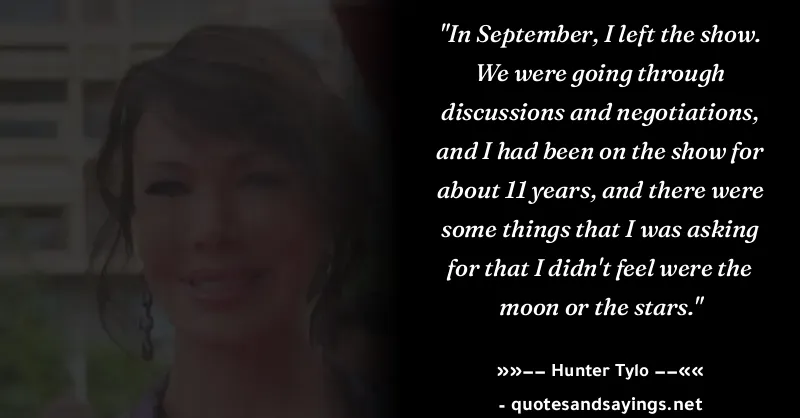 "In September, I left the show.
We were going through
discussions and negotiations,
and I had been on the show for
about 11 years, and there were
some things that I was asking
for that I didn't feel were the
moon or the stars."
»»–– Hunter Tylo ––««
- quotesandsayings.net